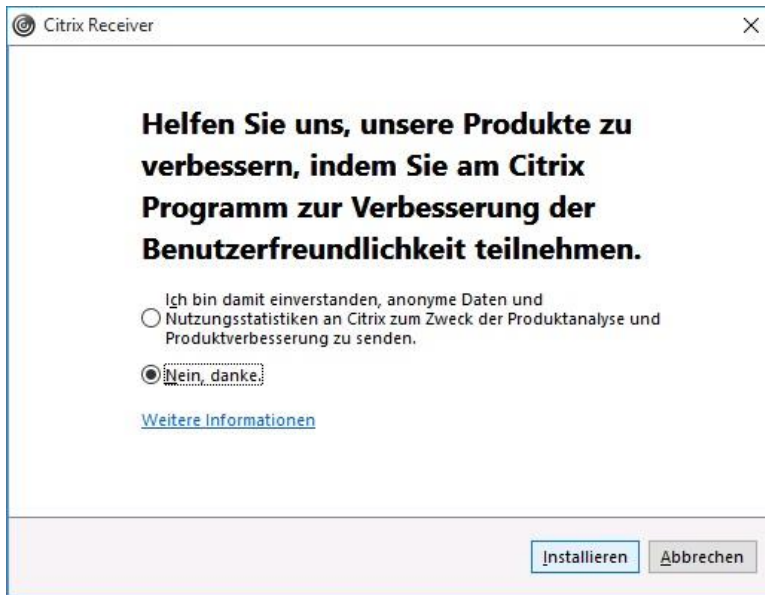 Citrix Receiver
Helfen Sie uns, unsere Produkte zu
verbessern, indem Sie am Citrix
Programm zur Verbesserung der
Benutzerfreundlichkeit teilnehmen.
Ich bin damit einverstanden, anonyme Daten und
Nutzungsstatistiken an Citrix zum Zweck der Produktanalyse und
Produktverbesserung zu senden.
Nein, danke.
Weitere Informationen
Installieren Abbrechen